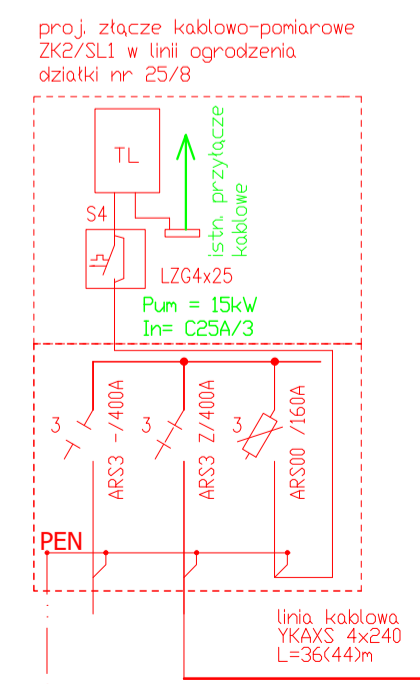 proj. złącze kablowo-pomiarowe
ZK2/SL1 w linii ogrodzenia
działki nr 25/8
TL
istn. przyłącze
kablowe
S4
LZG4x25
Pum = 15kW
In= C25A/3
3
ARS3 -/400A
3
ARS3 Z/400A
3
ARS00 /160A
PEN
linia kablowa
YKAXS 4x240
L=36(44)m